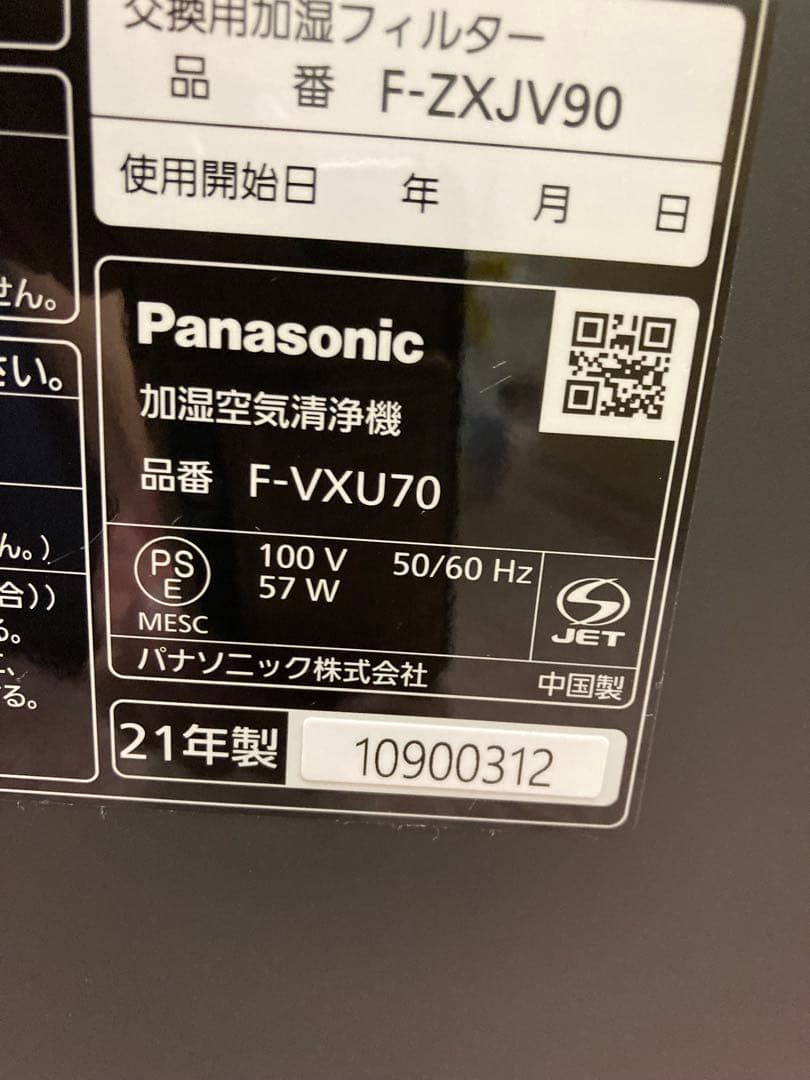 交換用加湿フィルター
品番 F-ZXJV90
使用開始日 年 月 日
せん。
さい。
ん。)
合))
る。
する。
Panasonic
加湿空気清浄機
品番 F-VXU70
PS
E
MESC
100 V 50/60 Hz
57 W
JET
パナソニック株式会社
中国製
21年製 10900312